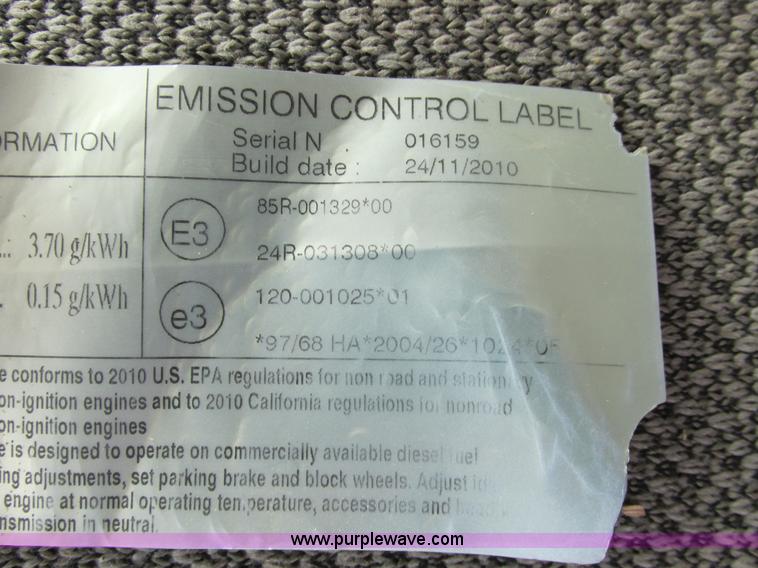 EMISSION CONTROL LABEL
ORMATION
Serial N . 016159
Build date : 24/11/2010
E3
85R-001329*00
... 3.70 g/kWh
24R-031308*00
. 0.15 g/kWh
e3
120-001025*01
*97/68 HA*2004/26*1024*0
e conforms to 2010 U.S. EPA regulations for non road and stationary
on-ignition engines and to 2010 California regulations for nonroad
on-ignition engines
e is designed to operate on commercially available diesel fuel
ing adjustments, set parking brake and block wheels. Adjust
engine at normal operating temperature, accessories and
nsmission in neutral.
www.purplewave.com